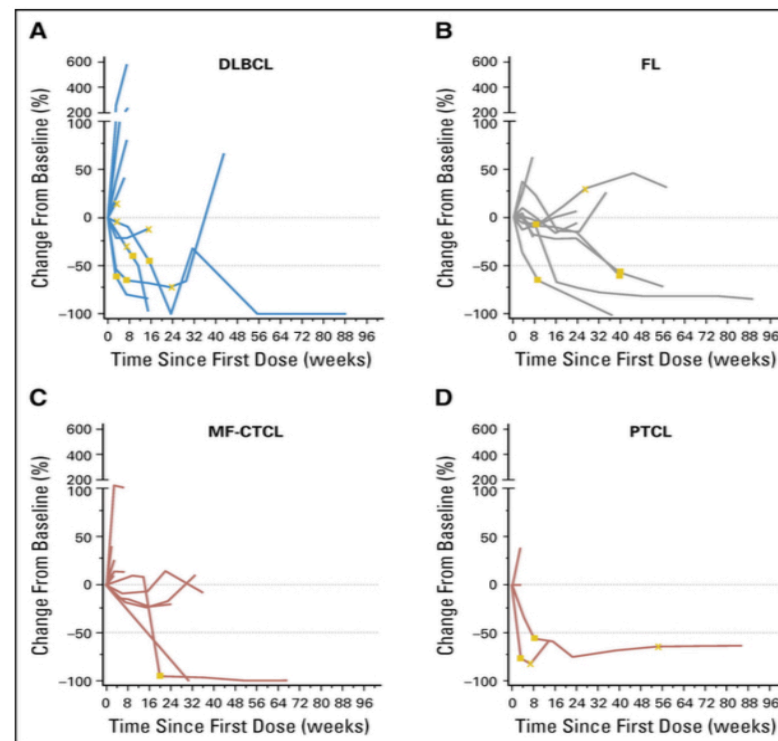 A
DLBCL
Change From Baseline (%)
600
400
200
100
50
0
−50
−100
0 8 16 24 32 40 48 56 64 72 80 88 96
Time Since First Dose (weeks)
B
FL
Change From Baseline (%)
600
400
200
100
50
0
−50
−100
0 8 16 24 32 40 48 56 64 72 80 88 96
Time Since First Dose (weeks)
C
MF-CTCL
Change From Baseline (%)
600
400
200
100
50
0
−50
−100
0 8 16 24 32 40 48 56 64 72 80 88 96
Time Since First Dose (weeks)
D
PTCL
Change From Baseline (%)
600
400
200
100
50
0
−50
−100
0 8 16 24 32 40 48 56 64 72 80 88 96
Time Since First Dose (weeks)